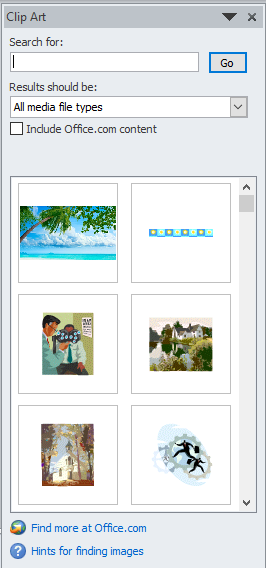 Clip Art
Search for:
Go
Results should be:
All media file types
Include Office.com content
Find more at Office.com
Hints for finding images